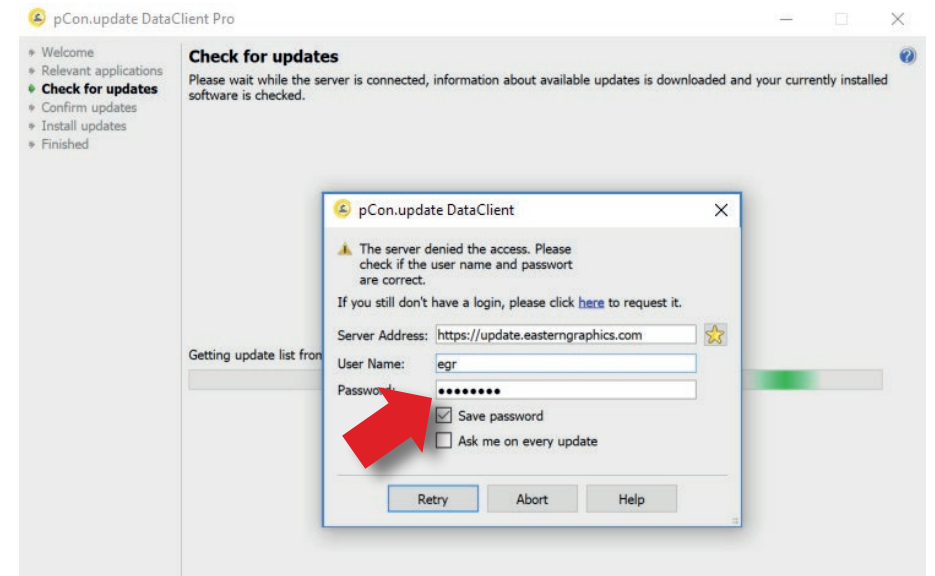 pCon.update DataClient Pro
Welcome
Relevant applications
Check for updates
Confirm updates
Install updates
Finished
Check for updates
Please wait while the server is connected, information about available updates is downloaded and your currently installed
software is checked.
Getting update list from
pCon.update DataClient
The server denied the access. Please
check if the user name and passwort
are correct.
If you still don't have a login, please click here to request it.
Server Address: https://update.easterngraphics.com
User Name: egr
Password: ••••••••
Save password
Ask me on every update
Retry Abort Help